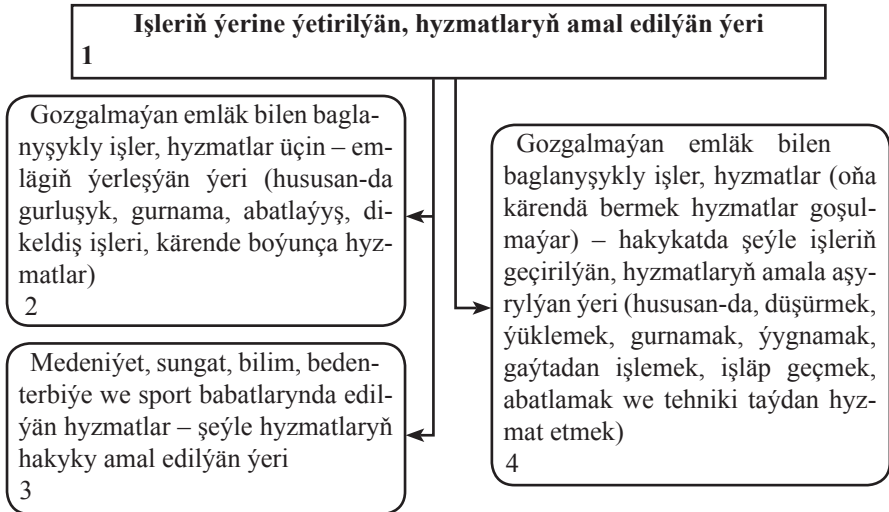 Işleriň ýerine ýetirilýän, hyzmatlaryň amal edilýän ýeri
1
Gozgalmaýan emläk bilen bagla-
nyşykly işler, hyzmatlar üçin – em-
lägiň ýerleşýän ýeri (hususan-da
gurluşyk, gurnama, abatlaýyş, di-
keldiş işleri, kärende boýunça hyz-
matlar)
2
Medeniýet, sungat, bilim, beden-
terbiýe we sport babatlarynda edil-
ýän hyzmatlar – şeýle hyzmatlaryň
hakyky amal edilýän ýeri
3
Gozgalmaýan emläk bilen
baglanyşykly işler, hyzmatlar (oňa
kärendä bermek hyzmatlar goşul-
maýar) – hakykatda şeýle işleriň
geçirilýän, hyzmatlaryň amala aşy-
rylýan ýeri (hususan-da, düşürmek,
ýüklemek, gurnamak, ýygnamak,
gaýtadan işlemek, işläp geçmek,
abatlamak we tehniki taýdan hyz-
mat etmek)
4